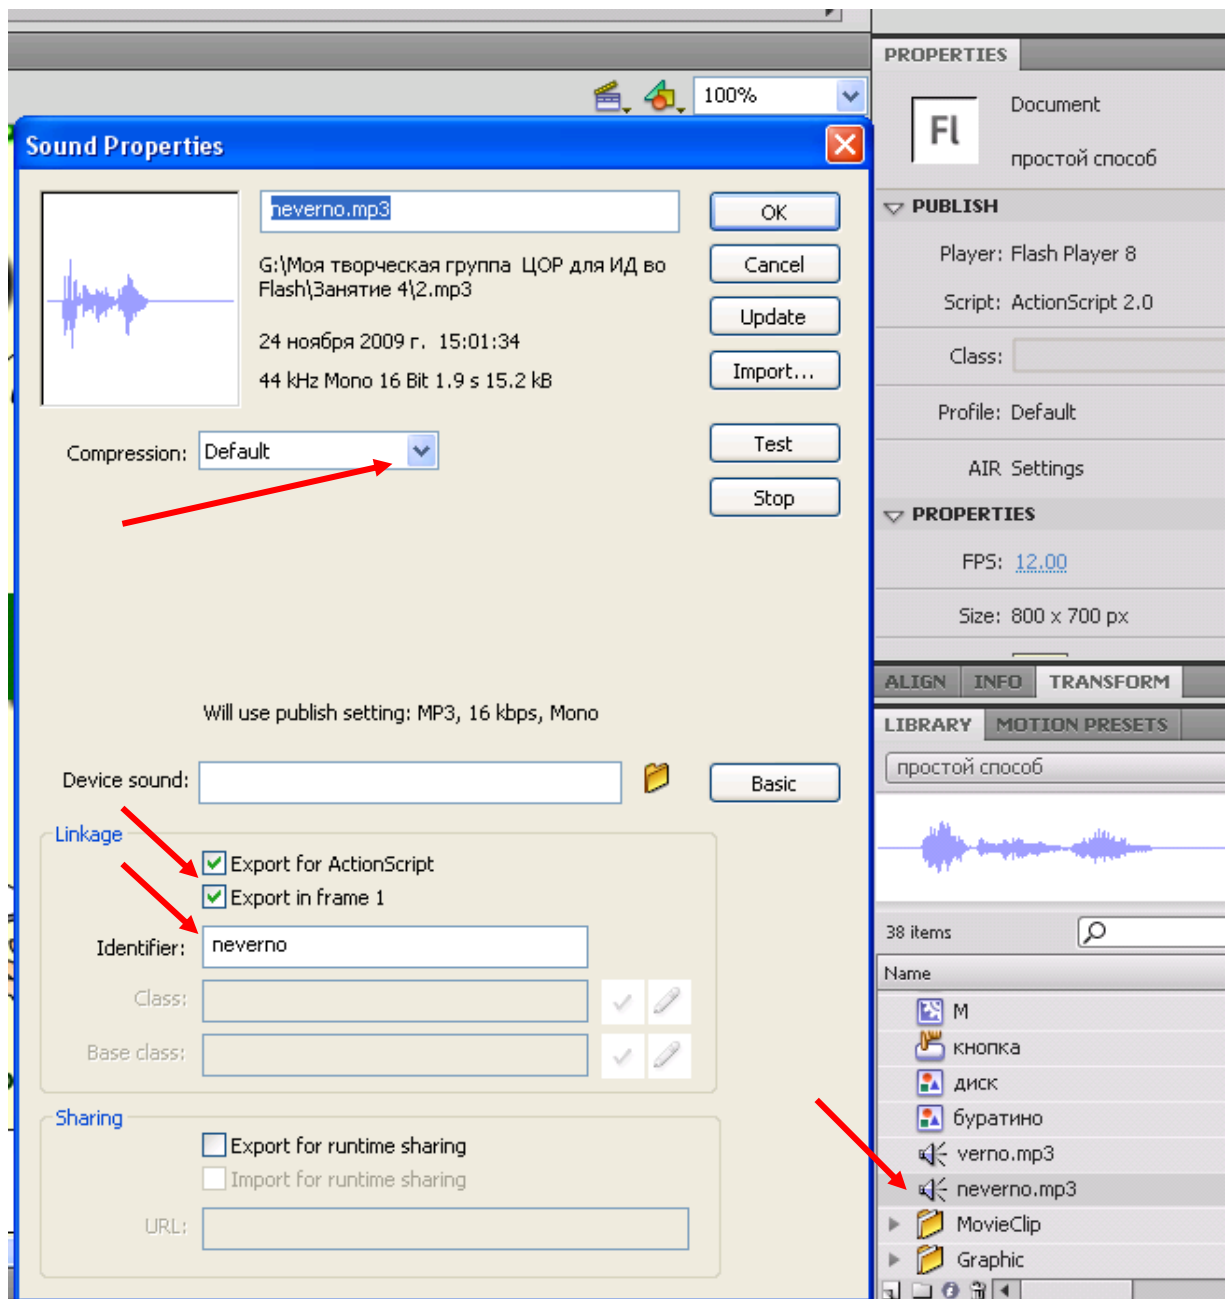 100%
Sound Properties
neverno.mp3
OK
G:\Моя творческая группа ЦОР для ИД во
Flash\Занятие 4\2.mp3
Cancel
Update
24 ноября 2009 г. 15:01:34
Import...
44 kHz Mono 16 Bit 1.9 s 15.2 kB
Compression: Default
Test
Stop
Will use publish setting: MP3, 16 kbps, Mono
Device sound:
Basic
Linkage
Export for ActionScript
Export in frame 1
Identifier: neverno
Class:
Base class:
Sharing
Export for runtime sharing
Import for runtime sharing
URL:
PROPERTIES
Fl
Document
простой способ
PUBLISH
Player: Flash Player 8
Script: ActionScript 2.0
Class:
Profile: Default
AIR Settings
PROPERTIES
FPS: 12.00
Size: 800 x 700 px
ALIGN INFO TRANSFORM
LIBRARY MOTION PRESETS
простой способ
38 items
Name
М
кнопка
диск
буратино
verno.mp3
neverno.mp3
MovieClip
Graphic